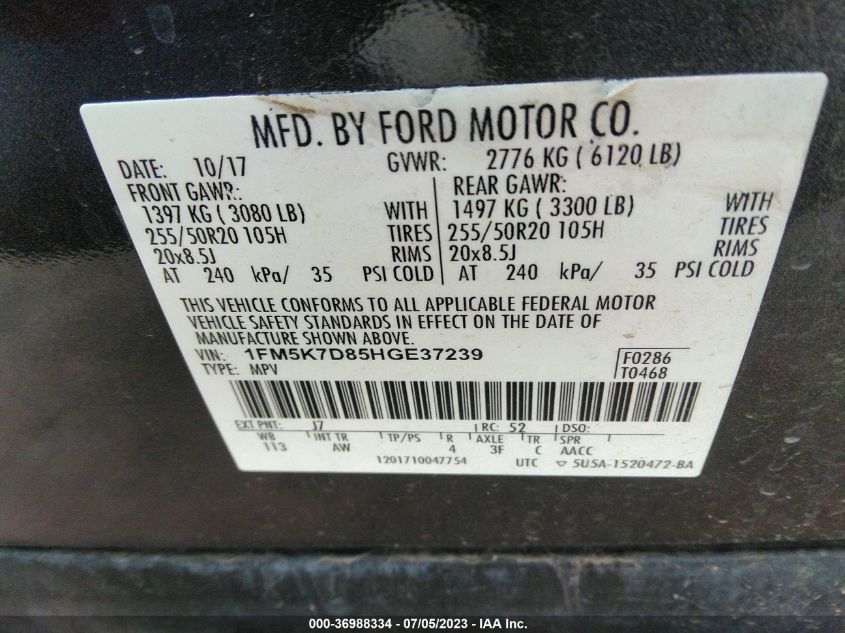 MFD. BY FORD MOTOR CO.
DATE: 10/17 GVWR: 2776 KG ( 6120 LB)
FRONT GAWR: REAR GAWR:
1397 KG ( 3080 LB) WITH 1497 KG ( 3300 LB) WITH
255/50R20 105H TIRES 255/50R20 105H TIRES
20x8.5J RIMS 20x8.5J RIMS
AT 240 kPa/ 35 PSI COLD AT 240 kPa/ 35 PSI COLD
THIS VEHICLE CONFORMS TO ALL APPLICABLE FEDERAL MOTOR
VEHICLE SAFETY STANDARDS IN EFFECT ON THE DATE OF
MANUFACTURE SHOWN ABOVE.
VIN: 1FM5K7D85HGE37239 F0286
TYPE: MPV T0468
EXT PNT: J7 RC: 52 DSO:
WB INT TR TP/PS R AXLE TR SPR
113 AW 4 3F C AACC
1201710047754 UTC ▽ 5U5A-1520472-BA
000-36988334 - 07/05/2023 - IAA Inc.